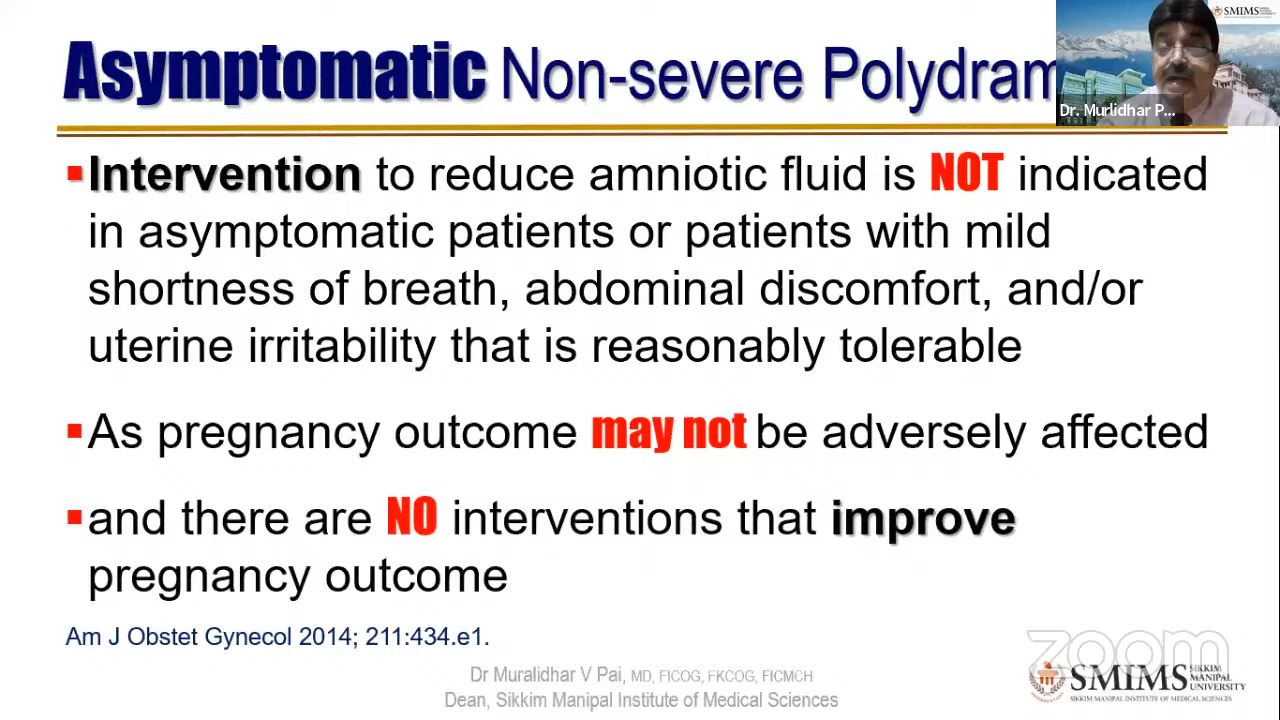 Asymptomatic Non-severe Polydram
SMIMS
Dr. Murlidhar P...
Intervention to reduce amniotic fluid is NOT indicated
in asymptomatic patients or patients with mild
shortness of breath, abdominal discomfort, and/or
uterine irritability that is reasonably tolerable
As pregnancy outcome may not be adversely affected
and there are NO interventions that improve
pregnancy outcome
Am J Obstet Gynecol 2014; 211:434.e1.
zoom
Dr Muralidhar V Pai, MD, FICOG, FKCOG, FICMCH
Dean, Sikkim Manipal Institute of Medical Sciences
SMIMS SIKKIM
MANIPAL
UNIVERSITY
SIKKIM MANIPAL INSTITUTE OF MEDICAL SCIENCES